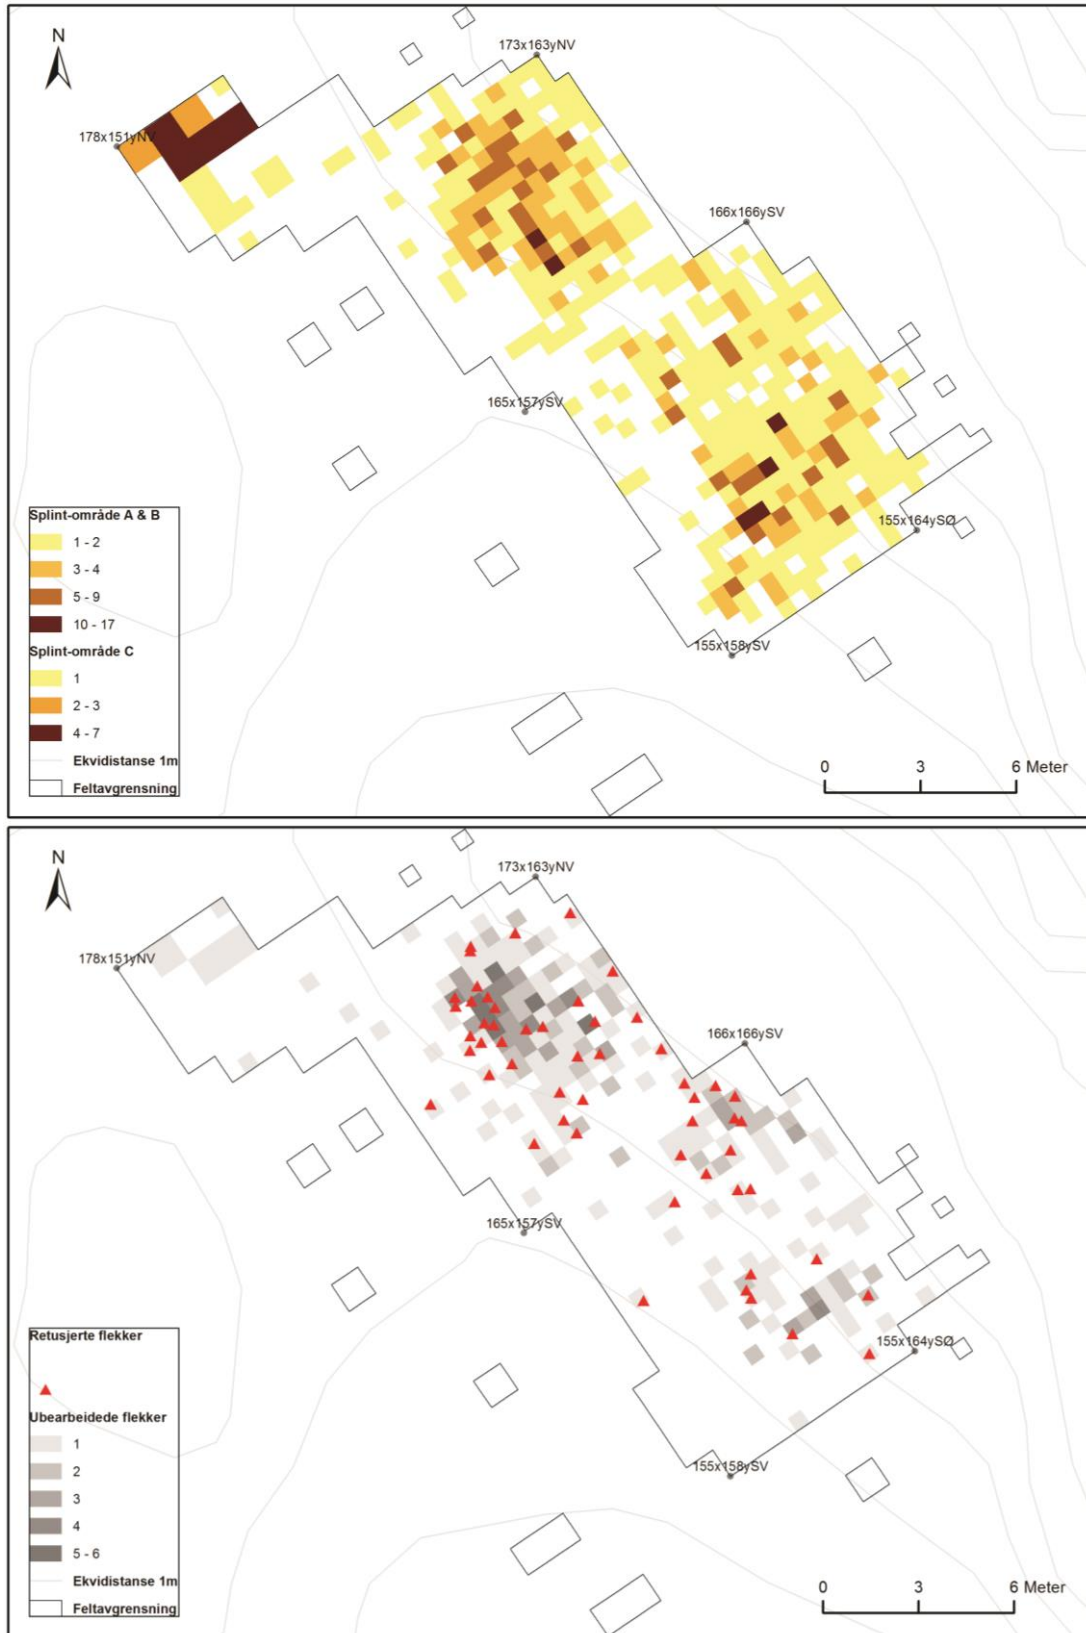 N
173x163yNV
178x151yNV
166x166ySV
165x157ySV
155x164ySØ
155x158ySV
Splint-område A & B
1 - 2
3 - 4
5 - 9
10 - 17
Splint-område C
1
2 - 3
4 - 7
Ekvidistanse 1m
Feltavgrensning
0 3 6 Meter
N
173x163yNV
178x151yNV
166x166ySV
165x157ySV
155x164ySØ
155x158ySV
Retusjerte flekker
Ubearbeidede flekker
1
2
3
4
5 - 6
Ekvidistanse 1m
Feltavgrensning
0 3 6 Meter